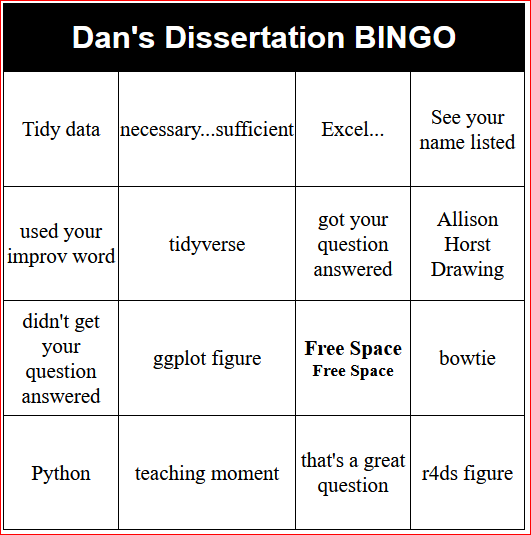 Dan's Dissertation BINGO
Tidy data
necessary...sufficient
Excel...
See your
name listed
used your
improv word
tidyverse
got your
question
answered
Allison
Horst
Drawing
didn't get
your
question
answered
ggplot figure
Free Space
Free Space
bowtie
Python
teaching moment
that's a great
question
r4ds figure